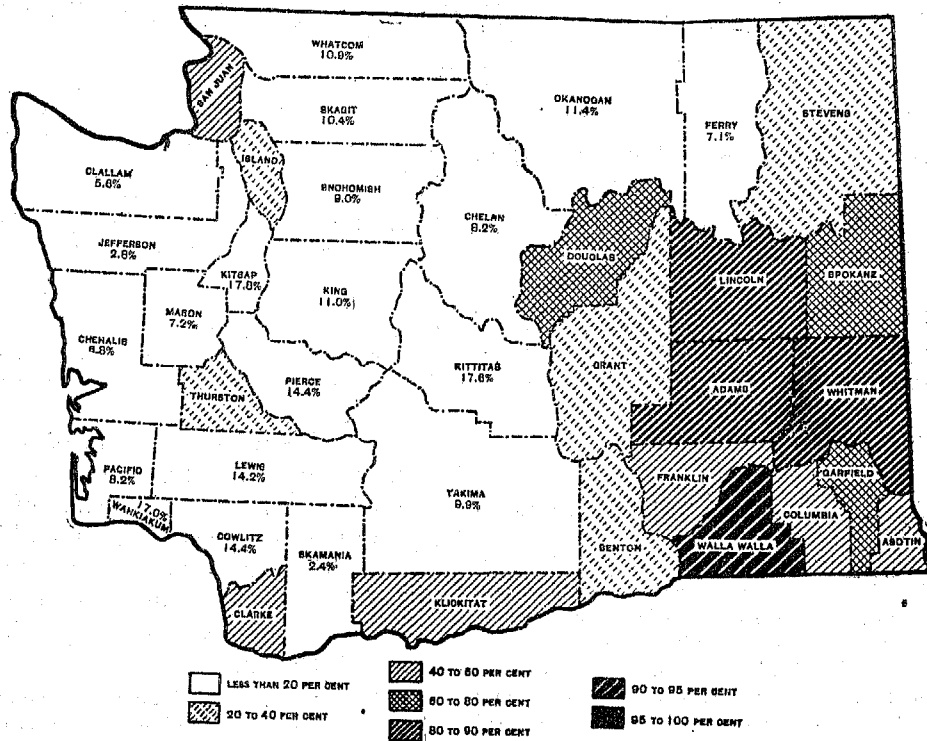 WHATCOM
10.9%
SAN JUAN
SKAGIT
10.4%
OKANOGAN
11.4%
FERRY
7.1%
STEVENS
ISLAND
CLALLAM
5.6%
SNOHOMISH
9.0%
CHELAN
8.2%
JEFFERSON
2.6%
DOUGLAS
KITSAP
17.8%
LINCOLN
SPOKANE
MASON
7.2%
KING
11.0%
CHEHALIS
6.8%
KITTITAS
17.6%
GRANT
PIERCE
14.4%
ADAMS
WHITMAN
THURSTON
PACIFIC
8.2%
LEWIS
14.2%
YAKIMA
9.9%
FRANKLIN
GARFIELD
17.0%
WAHKIAKUM
COWLITZ
14.4%
SKAMANIA
2.4%
BENTON
WALLA WALLA
COLUMBIA
ASOTIN
CLARKE
KLICKITAT
LESS THAN 20 PER CENT
20 TO 40 PER CENT
40 TO 60 PER CENT
60 TO 80 PER CENT
80 TO 90 PER CENT
90 TO 95 PER CENT
95 TO 100 PER CENT